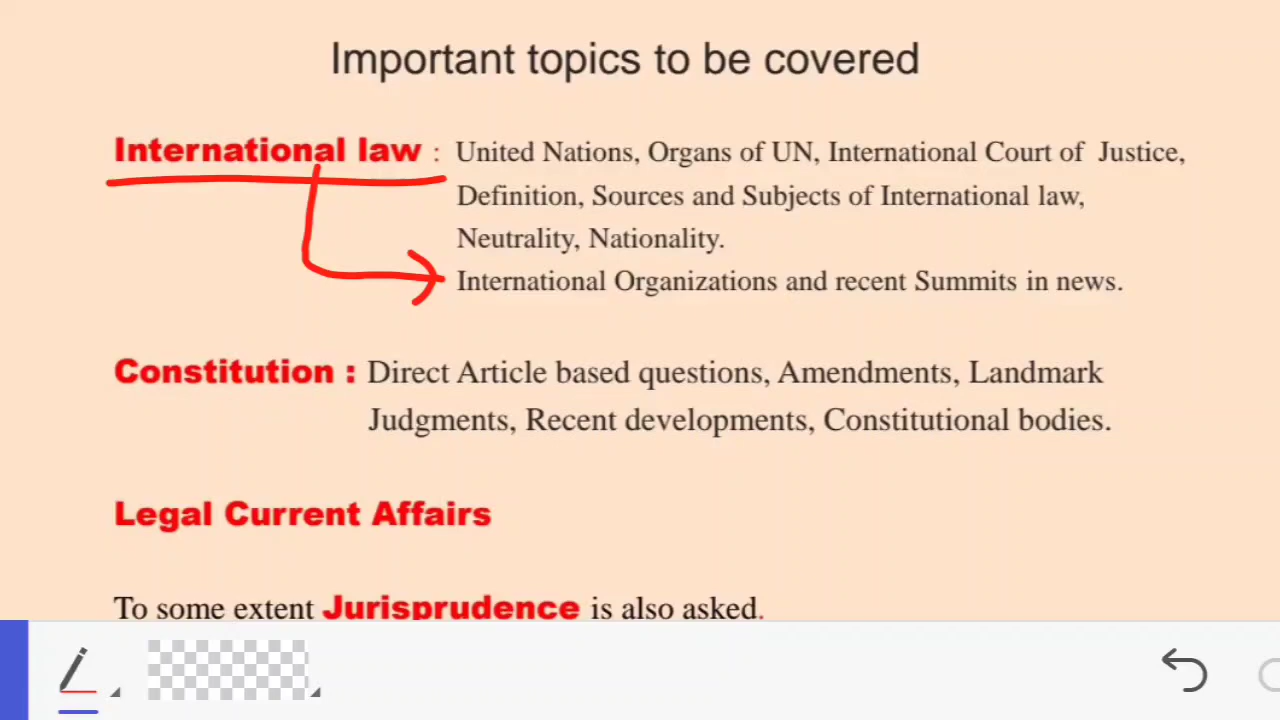 Important topics to be covered
International law : United Nations, Organs of UN, International Court of Justice,
Definition, Sources and Subjects of International law,
Neutrality, Nationality.
International Organizations and recent Summits in news.
Constitution : Direct Article based questions, Amendments, Landmark
Judgments, Recent developments, Constitutional bodies.
Legal Current Affairs
To some extent Jurisprudence is also asked.